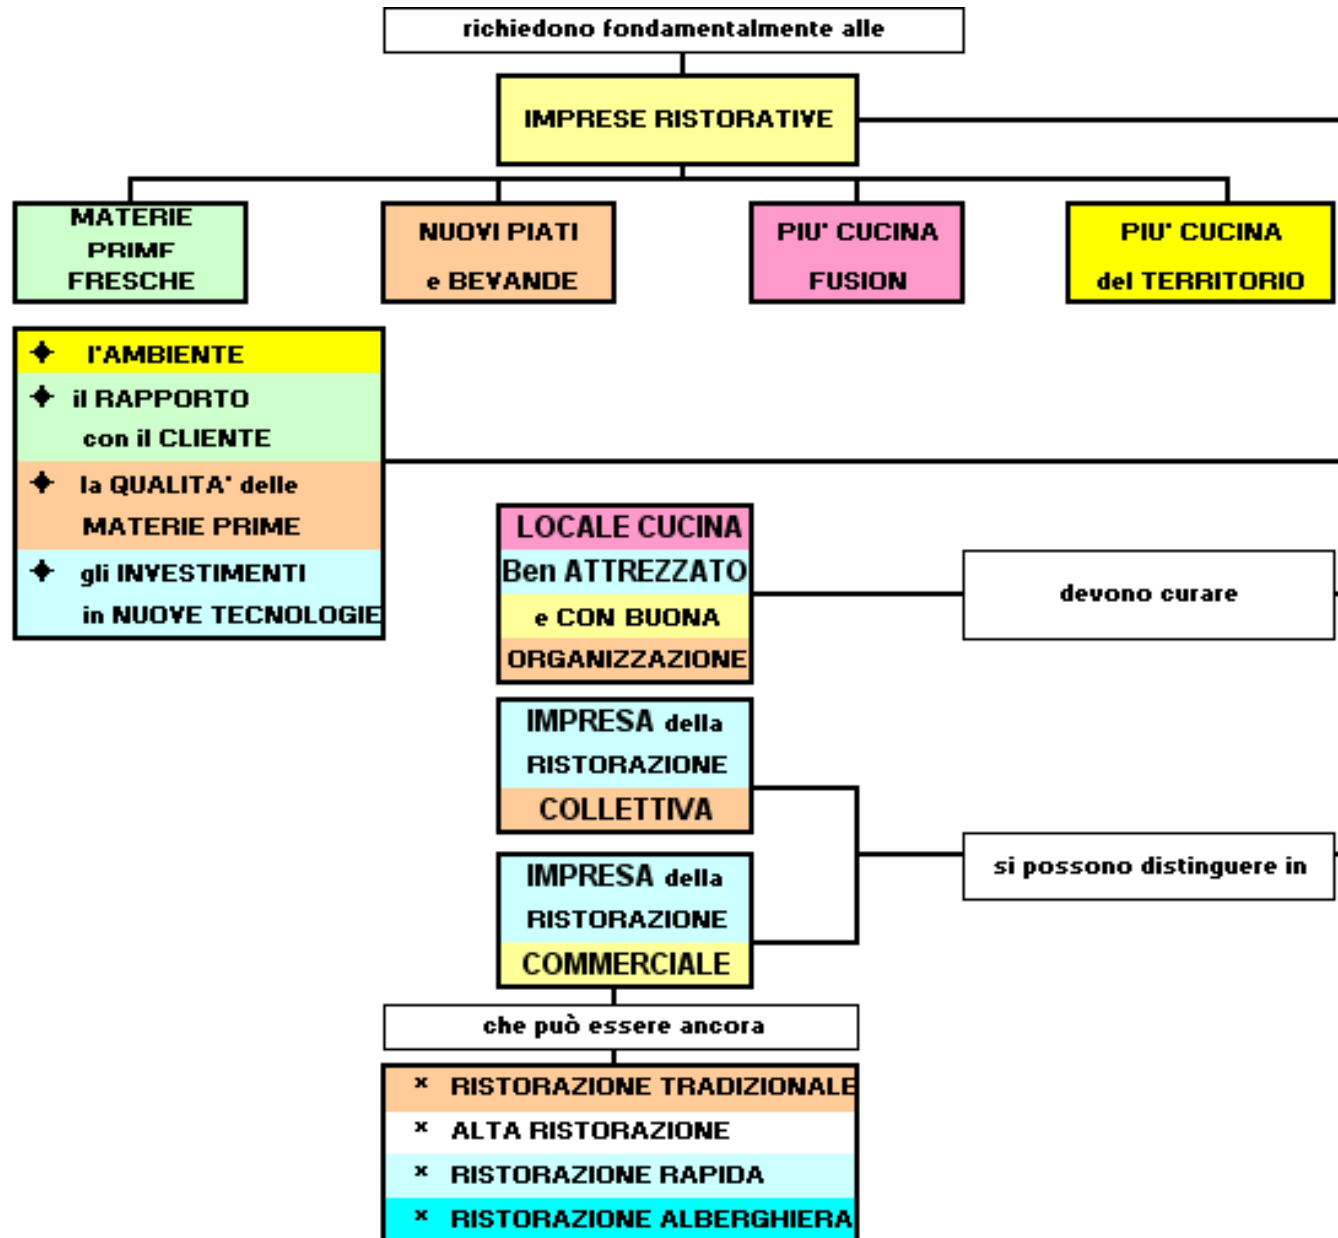 richiedono fondamentalmente alle
IMPRESE RISTORATIVE
MATERIE
PRIME
FRESCHE
NUOVI PIATI
e BEVANDE
PIU' CUCINA
FUSION
PIU' CUCINA
del TERRITORIO
l'AMBIENTE
il RAPPORTO
con il CLIENTE
la QUALITA' delle
MATERIE PRIME
gli INVESTIMENTI
in NUOVE TECNOLOGIE
LOCALE CUCINA
Ben ATTREZZATO
e CON BUONA
ORGANIZZAZIONE
devono curare
IMPRESA della
RISTORAZIONE
COLLETTIVA
IMPRESA della
RISTORAZIONE
COMMERCIALE
si possono distinguere in
che può essere ancora
× RISTORAZIONE TRADIZIONALE
× ALTA RISTORAZIONE
× RISTORAZIONE RAPIDA
× RISTORAZIONE ALBERGHIERA